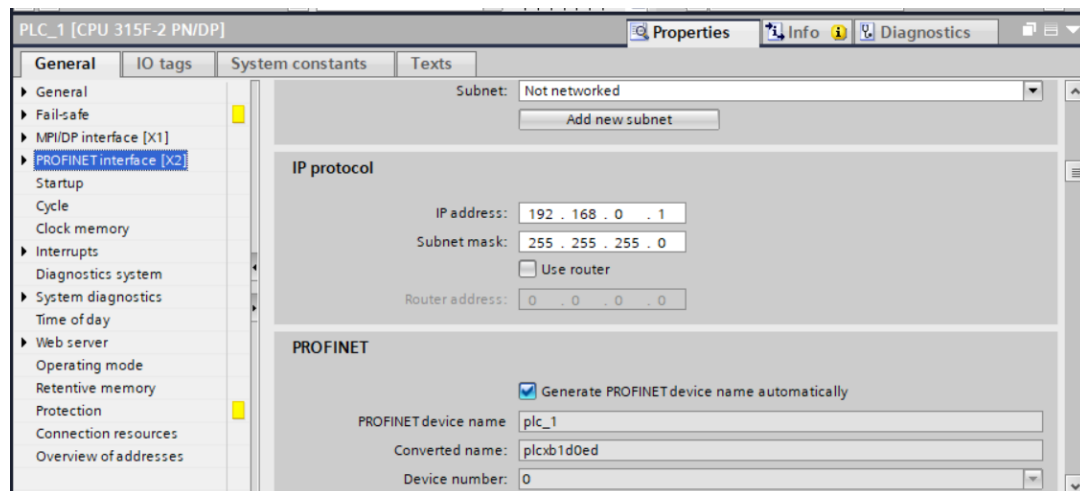 PLC_1 [CPU 315F-2 PN/DP]
Properties
Info
Diagnostics
General
IO tags
System constants
Texts
General
Fail-safe
MPI/DP interface [X1]
PROFINET interface [X2]
Startup
Cycle
Clock memory
Interrupts
Diagnostics system
System diagnostics
Time of day
Web server
Operating mode
Retentive memory
Protection
Connection resources
Overview of addresses
Subnet: Not networked
Add new subnet
IP protocol
IP address: 192 . 168 . 0 . 1
Subnet mask: 255 . 255 . 255 . 0
Use router
Router address: 0 . 0 . 0 . 0
PROFINET
Generate PROFINET device name automatically
PROFINET device name plc_1
Converted name: plcxb1d0ed
Device number: 0